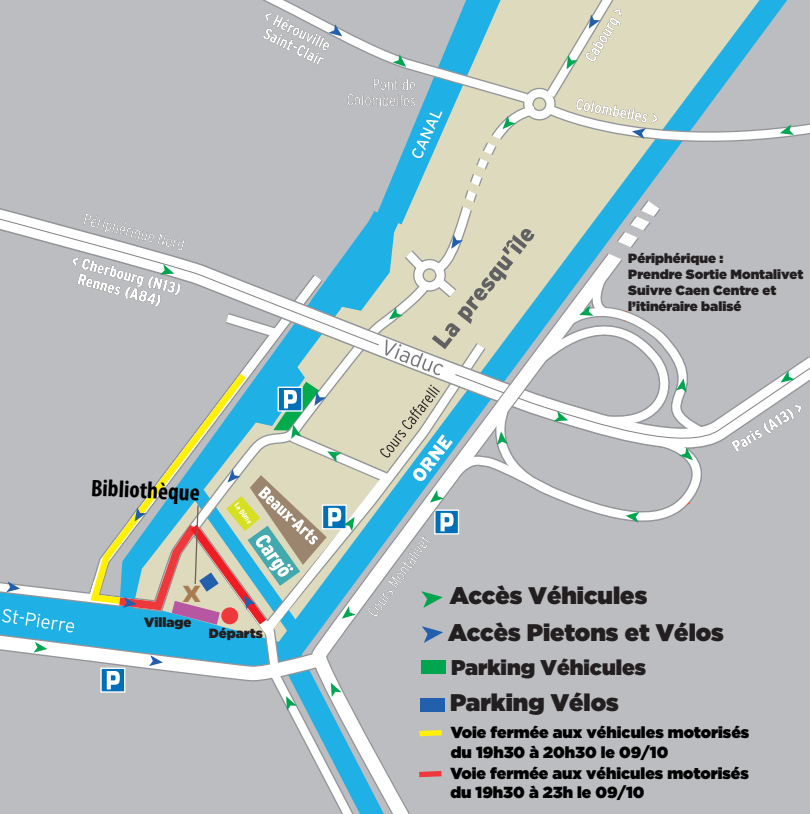 < Hérouville
Saint-Clair
Cabourg >
Pont de
Colombelles
Colombelles >
CANAL
Périphérique Nord
< Cherbourg (N13)
Rennes (A84)
La presqu'île
Périphérique :
Prendre Sortie Montalivet
Suivre Caen Centre et
l'itinéraire balisé
Viaduc
P
Cours Caffarelli
Paris (A13) >
ORNE
Bibliothèque
Beaux-Arts
Le Dôme
Cargö
P
P
Cours Montalivet
St-Pierre
Village
Départs
P
Accès Véhicules
Accès Pietons et Vélos
Parking Véhicules
Parking Vélos
Voie fermée aux véhicules motorisés
du 19h30 à 20h30 le 09/10
Voie fermée aux véhicules motorisés
du 19h30 à 23h le 09/10